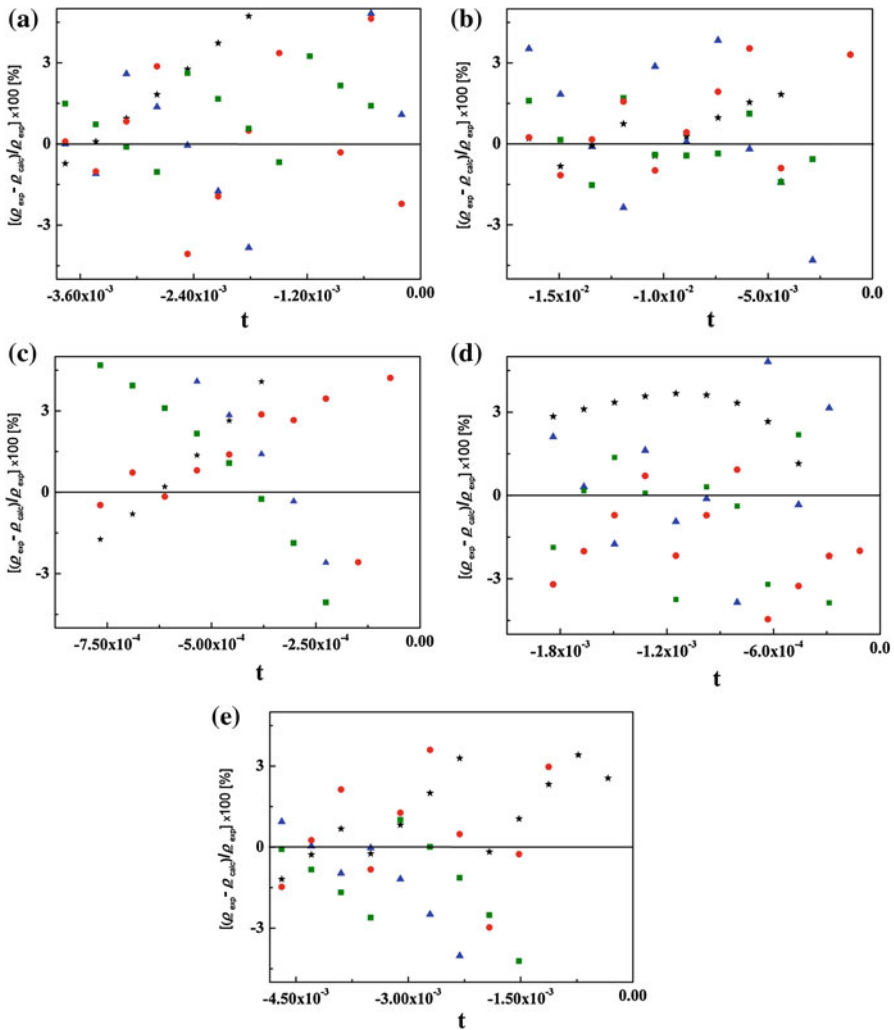 (a)
[(ρexp - ρcalc)/ρexp] x100 [%]
3
0
-3
-3.60x10-3 -2.40x10-3 -1.20x10-3 0.00
t
(b)
[(ρexp - ρcalc)/ρexp] x100 [%]
3
0
-3
-1.5x10-2 -1.0x10-2 -5.0x10-3 0.0
t
(c)
[(ρexp - ρcalc)/ρexp] x100 [%]
3
0
-3
-7.50x10-4 -5.00x10-4 -2.50x10-4 0.00
t
(d)
[(ρexp - ρcalc)/ρexp] x100 [%]
3
0
-3
-1.8x10-3 -1.2x10-3 -6.0x10-4 0.0
t
(e)
[(ρexp - ρcalc)/ρexp] x100 [%]
3
0
-3
-4.50x10-3 -3.00x10-3 -1.50x10-3 0.00
t